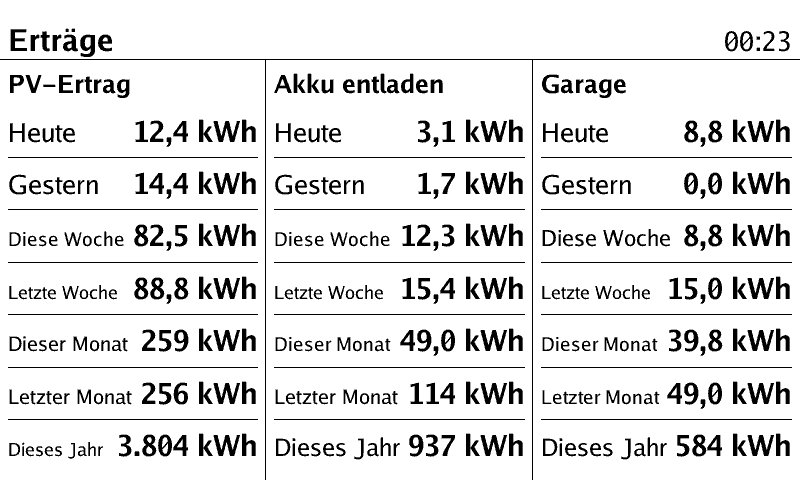 Erträge 00:23
PV-Ertrag
Heute 12,4 kWh
Gestern 14,4 kWh
Diese Woche 82,5 kWh
Letzte Woche 88,8 kWh
Dieser Monat 259 kWh
Letzter Monat 256 kWh
Dieses Jahr 3.804 kWh
Akku entladen
Heute 3,1 kWh
Gestern 1,7 kWh
Diese Woche 12,3 kWh
Letzte Woche 15,4 kWh
Dieser Monat 49,0 kWh
Letzter Monat 114 kWh
Dieses Jahr 937 kWh
Garage
Heute 8,8 kWh
Gestern 0,0 kWh
Diese Woche 8,8 kWh
Letzte Woche 15,0 kWh
Dieser Monat 39,8 kWh
Letzter Monat 49,0 kWh
Dieses Jahr 584 kWh